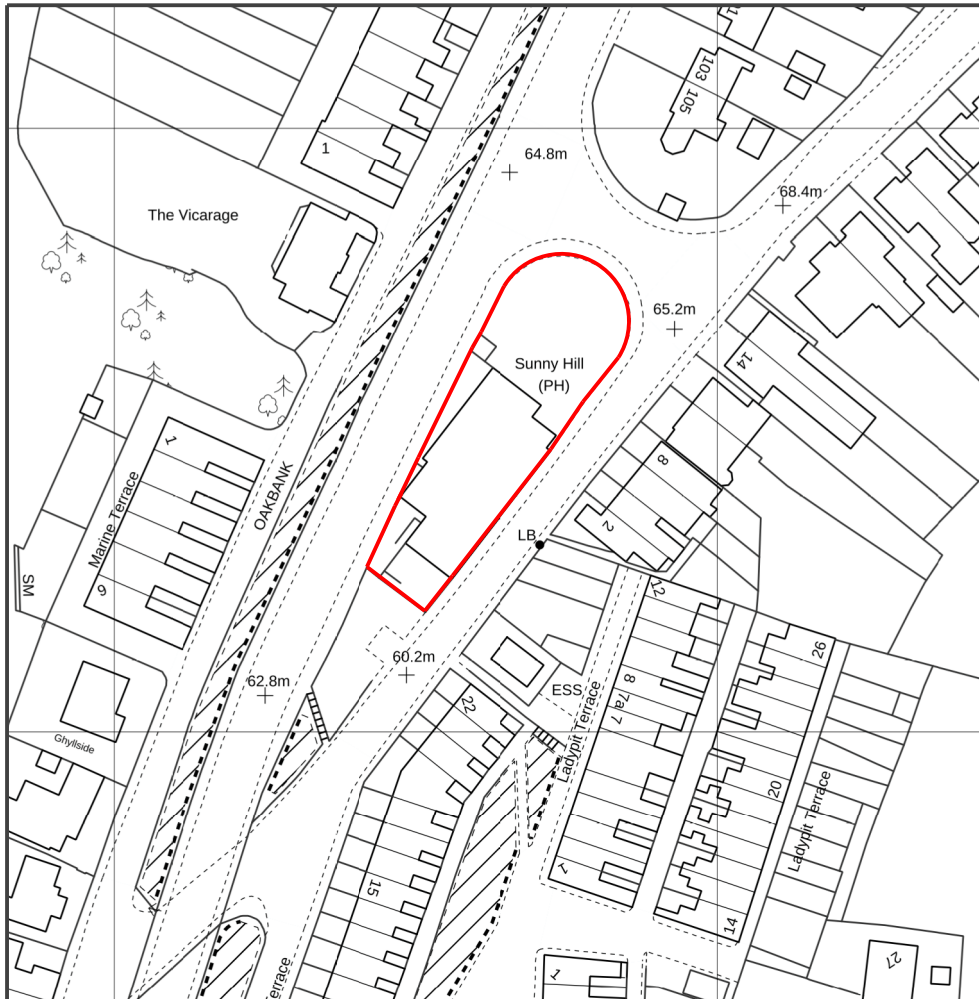 11
103
105
1
64.8m
68.4m
The Vicarage
65.2m
Sunny Hill
(PH)
14
1
8
OAKBANK
Marine Terrace
2
LB
SM
6
12
60.2m
62.8m
26
8
7a
7
ESS
22
Ladypit Terrace
Ghyllside
20
Ladypit Terrace
15
1
14
27
1